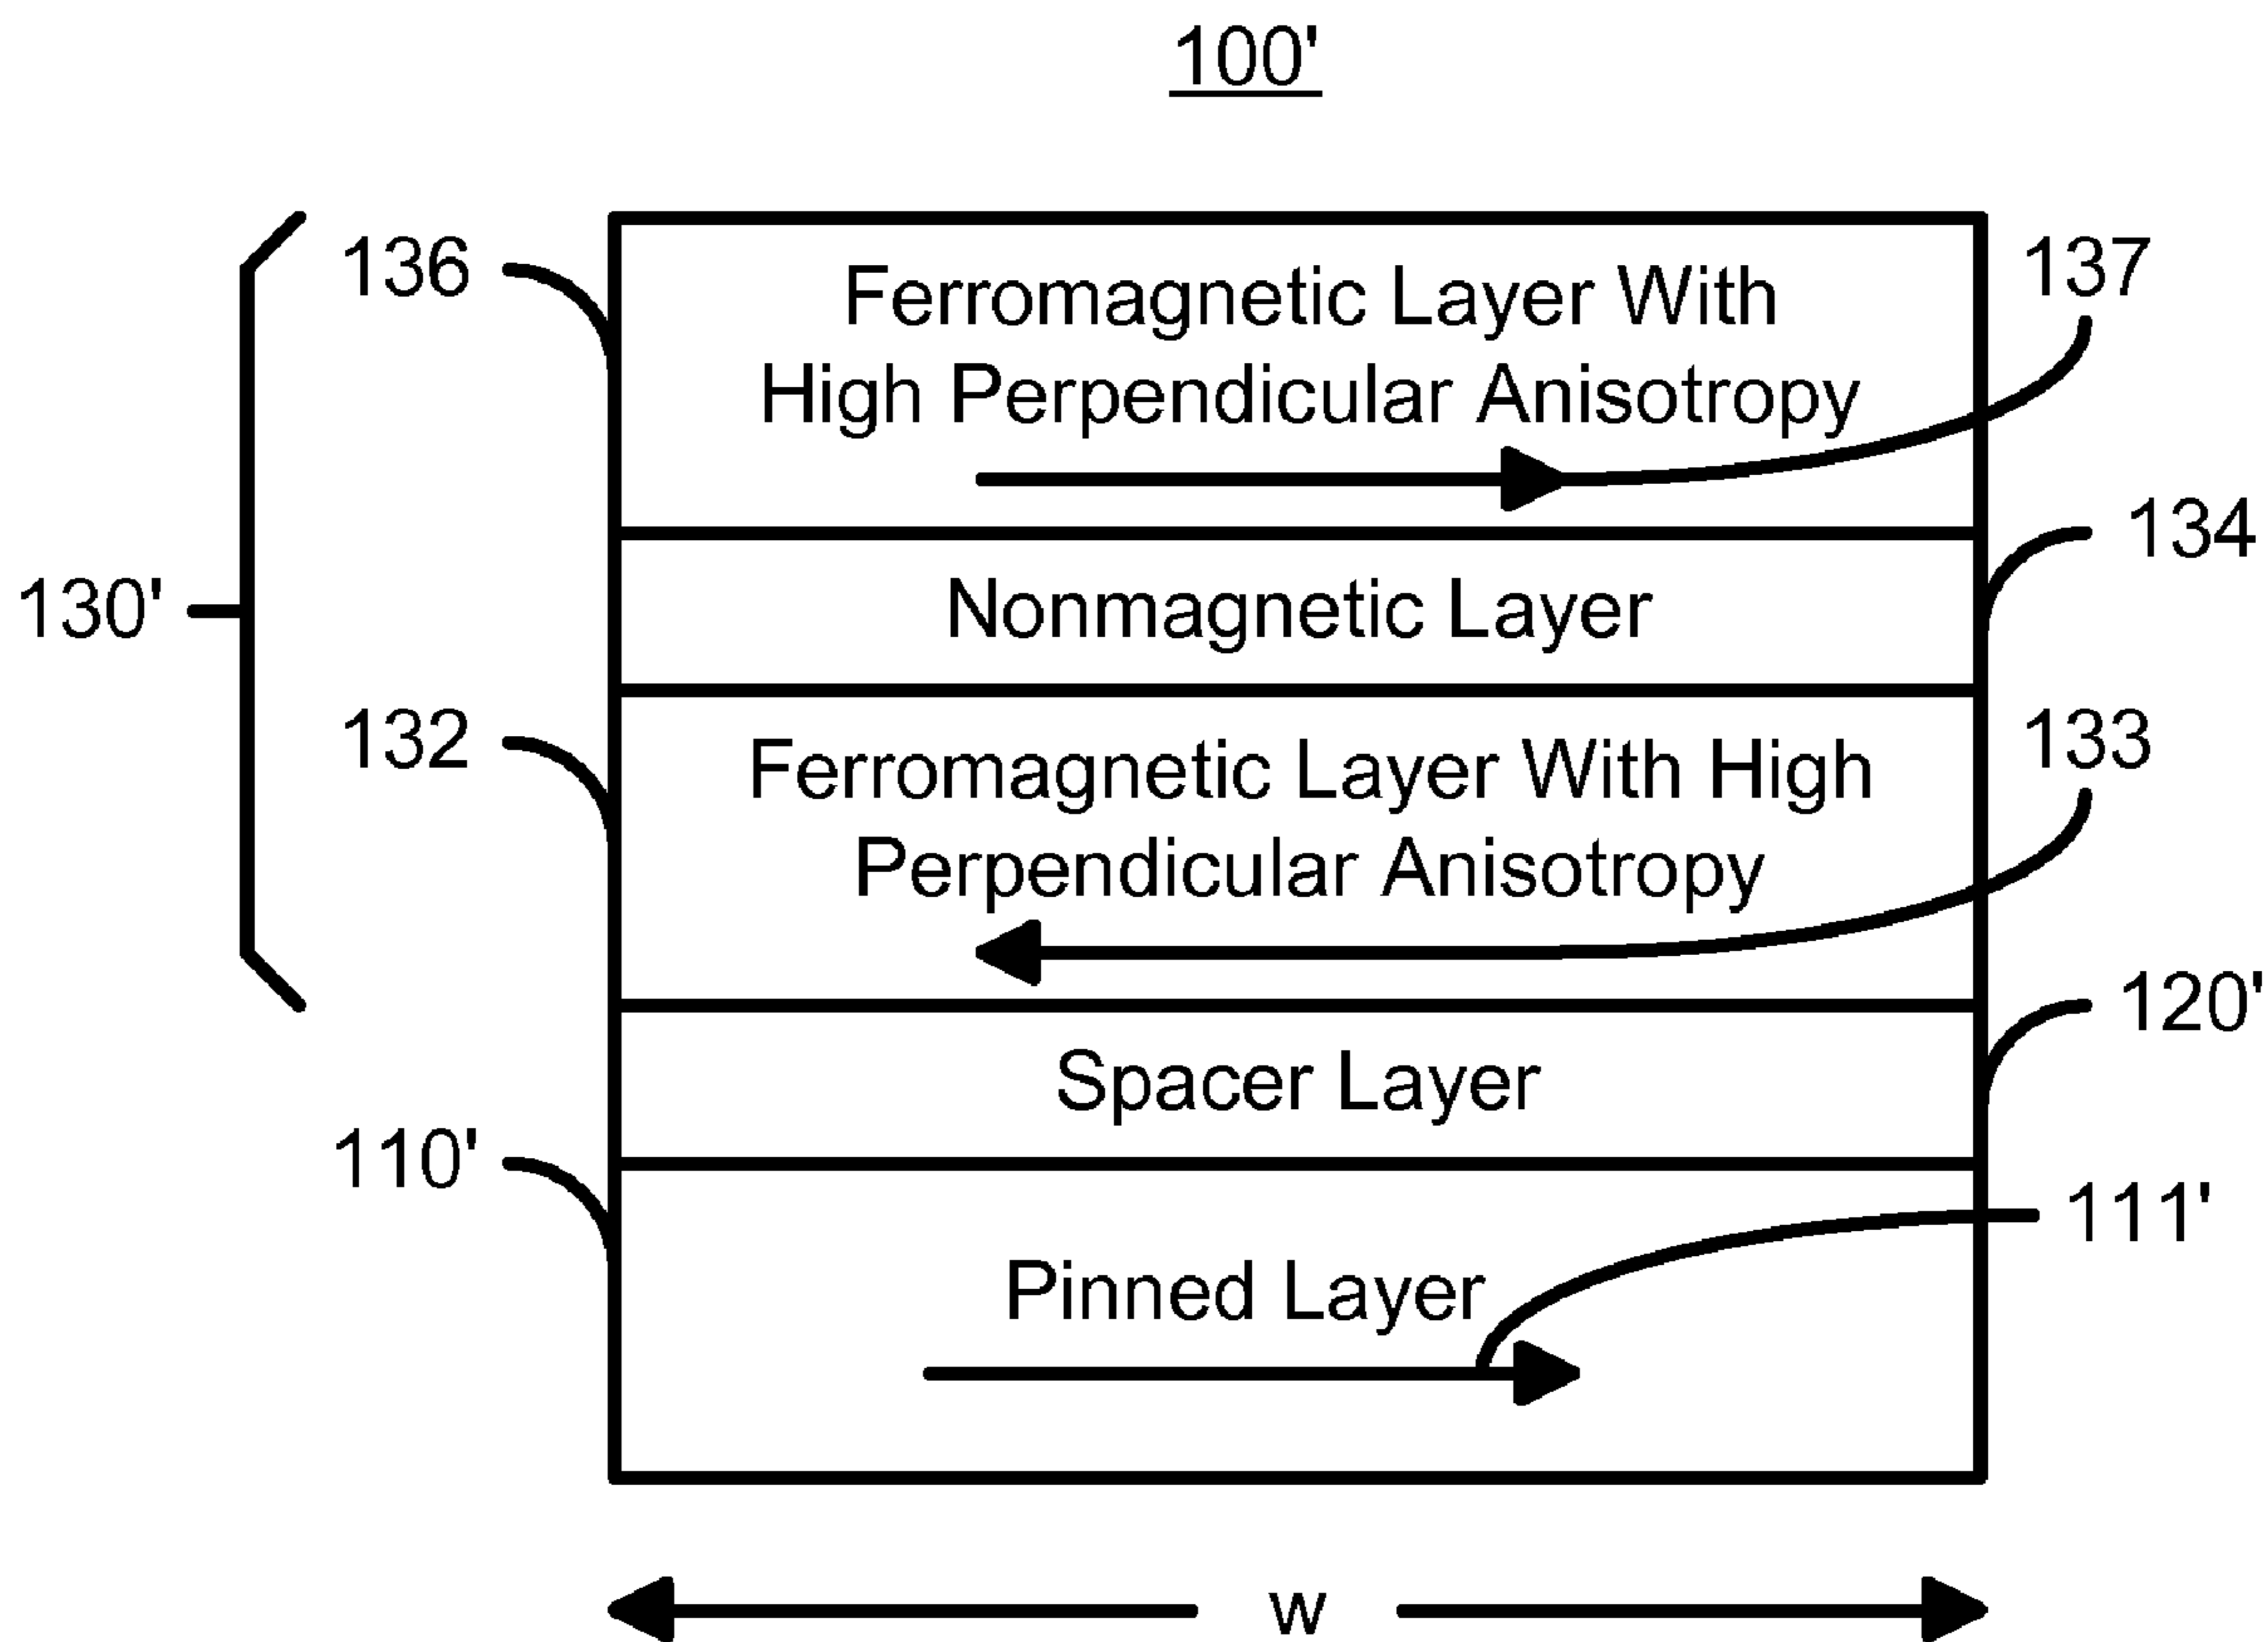 100'
136
Ferromagnetic Layer With
High Perpendicular Anisotropy
137
134
Nonmagnetic Layer
130'
132
Ferromagnetic Layer With High
Perpendicular Anisotropy
133
120'
Spacer Layer
110'
111'
Pinned Layer
w